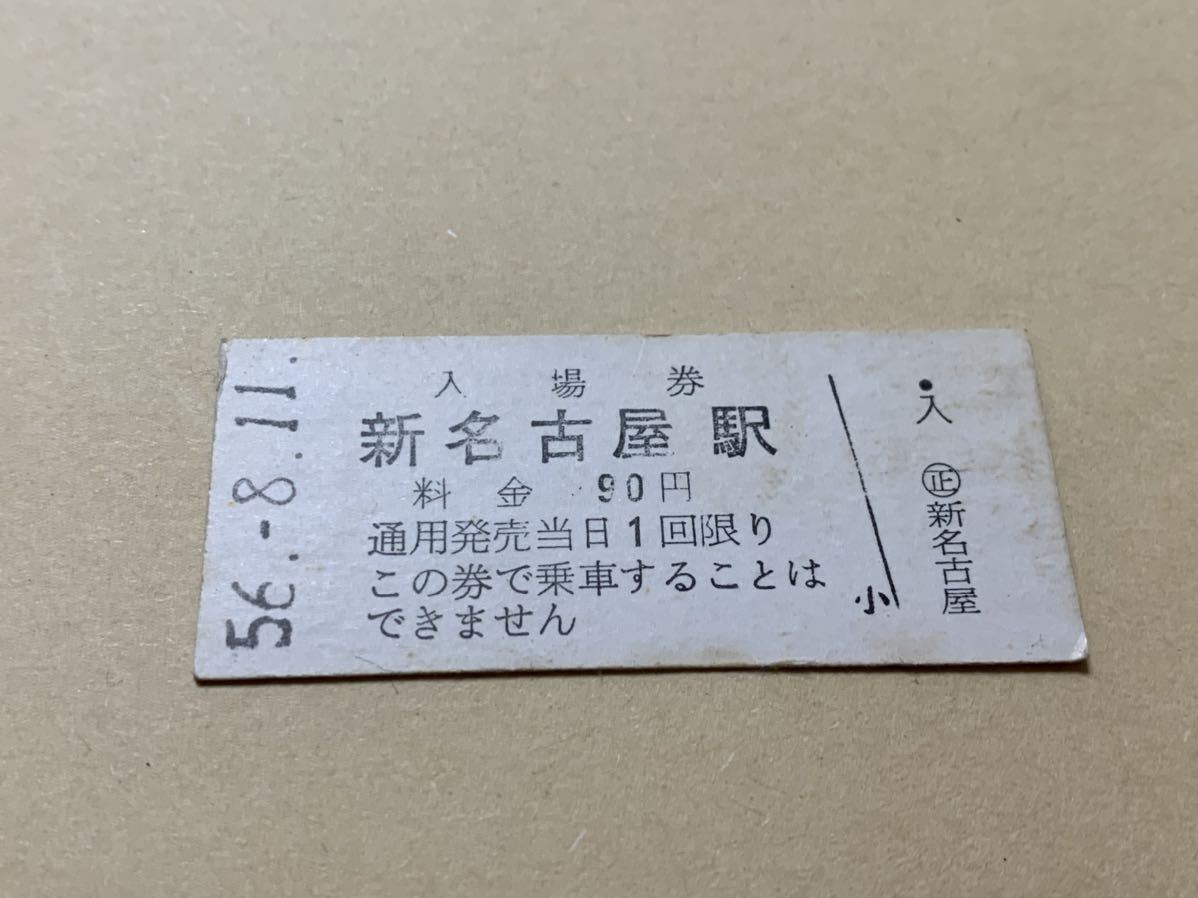 56.-8.11.
入場券
新名古屋駅
料金 90円
通用発売当日1回限り
この券で乗車することは
できません
小
入
㊣新名古屋